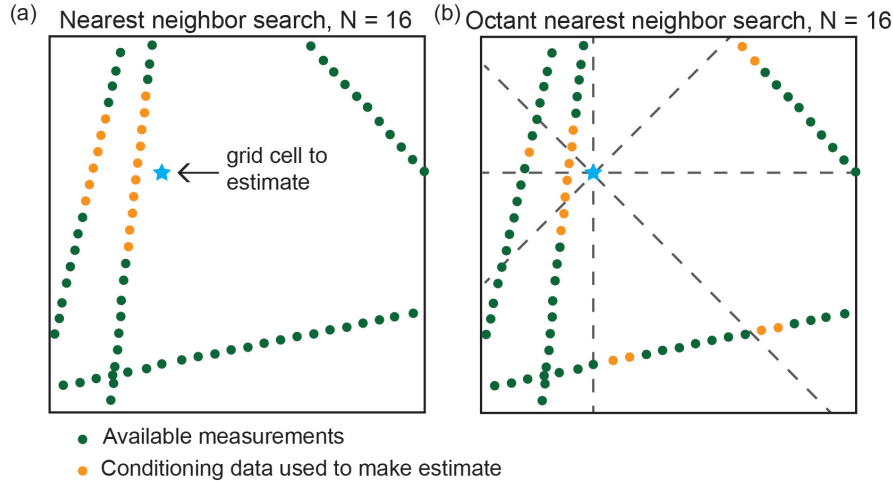 (a) Nearest neighbor search, N = 16
(b) Octant nearest neighbor search, N = 16
grid cell to
estimate
Available measurements
Conditioning data used to make estimate